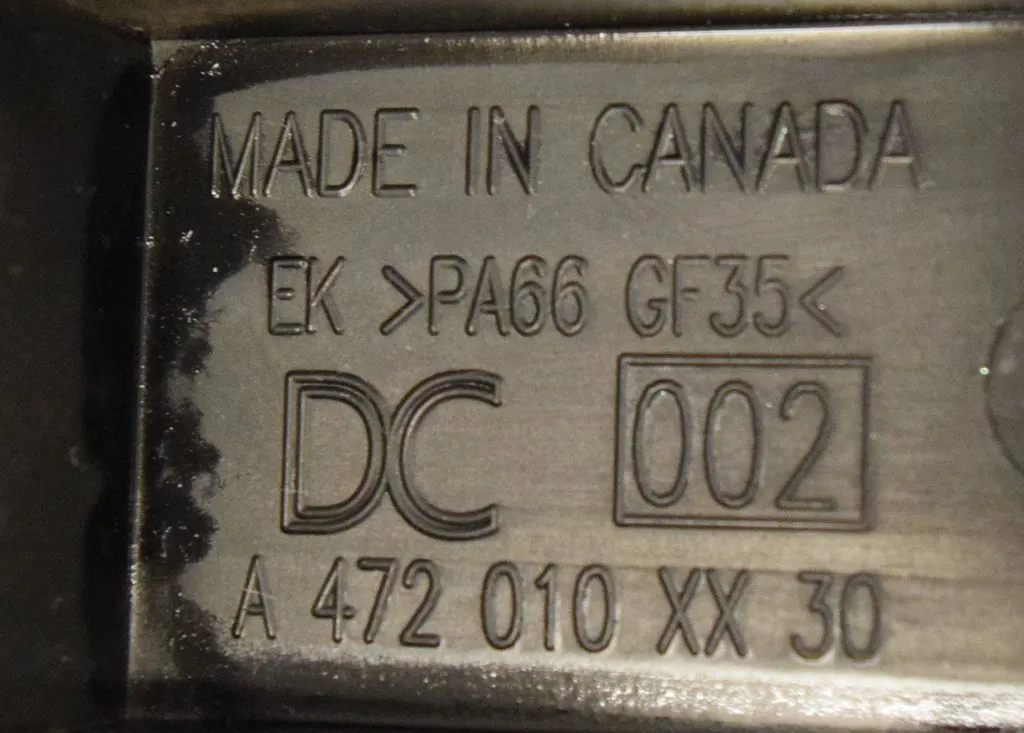 MADE IN CANADA
EK >PA66 GF35<
DC 002
A 472 010 XX 30